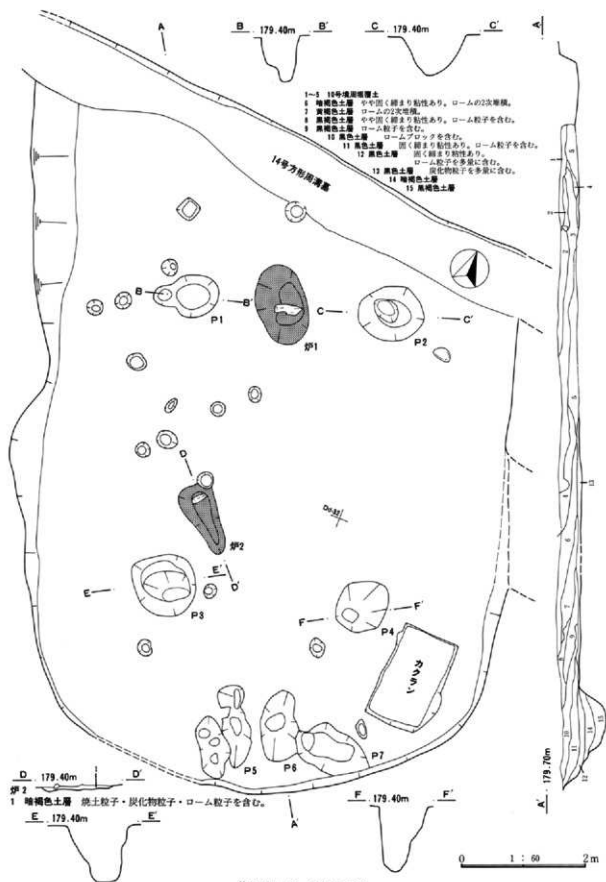 A
B 179.40m B'
C 179.40m C'
A
1~5 10号墳周堀覆土
6 暗褐色土層 やや固く締まり粘性あり。ロームの2次堆積。
7 黄褐色土層 ロームの2次堆積。
8 黒褐色土層 やや固く締まり粘性あり。ローム粒子を含む。
9 黒褐色土層 ローム粒子を含む。
10 黒色土層 ロームブロックを含む。
11 黒色土層 固く締まり粘性あり。ローム粒子を含む。
12 黒色土層 固く締まり粘性あり。
ローム粒子を多量に含む。
13 黒色土層 炭化物粒子を多量に含む。
14 暗褐色土層
15 黒褐色土層
14号方形周溝墓
B B'
P1
炉1
C C'
P2
D
炉2
D'
E E'
P3
F F'
P4
カクラン
P5
P6
P7
A'
D 179.40m D'
炉2
1
1 暗褐色土層 焼土粒子・炭化物粒子・ローム粒子を含む。
E 179.40m E'
F 179.40m F'
A' 179.70m
0 1:60 2m